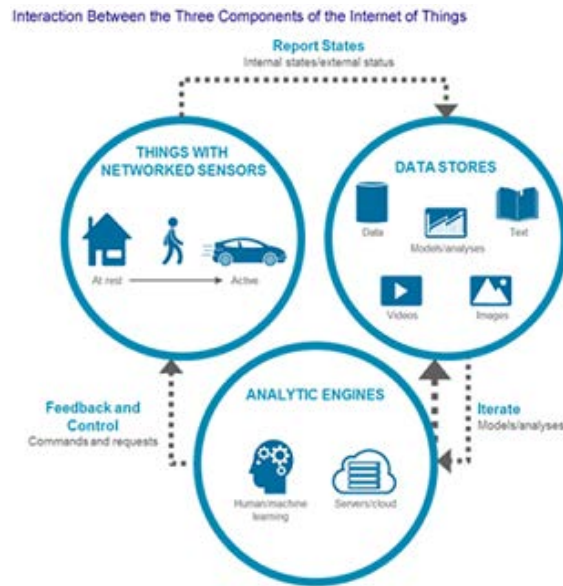 Interaction Between the Three Components of the Internet of Things
Report States
Internal states/external status
THINGS WITH
NETWORKED SENSORS
At rest
Active
DATA STORES
Data
Models/analyses
Text
Videos
Images
Feedback and
Control
Commands and requests
ANALYTIC ENGINES
Human/machine
learning
Servers/cloud
Iterate
Models/analyses